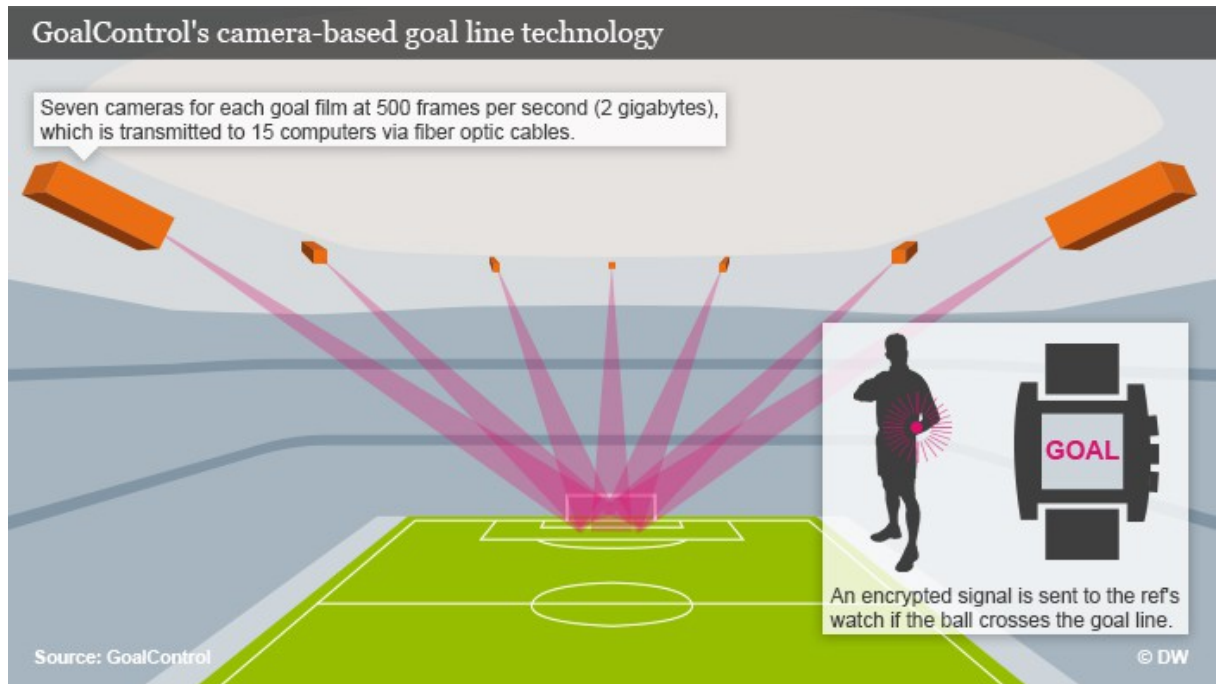 GoalControl's camera-based goal line technology
Seven cameras for each goal film at 500 frames per second (2 gigabytes),
which is transmitted to 15 computers via fiber optic cables.
GOAL
An encrypted signal is sent to the ref's
watch if the ball crosses the goal line.
Source: GoalControl
© DW